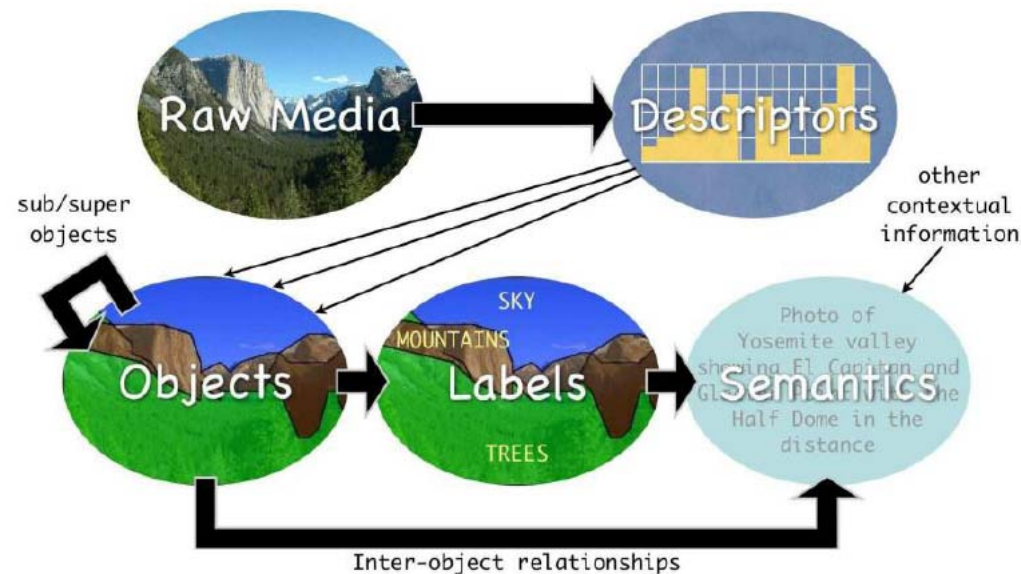 Raw Media
Descriptors
sub/super
objects
other
contextual
information
Objects
SKY
MOUNTAINS
TREES
Labels
Photo of
Yosemite valley
showing El Capitan and
the
Half Dome in the
distance
Semantics
Inter-object relationships